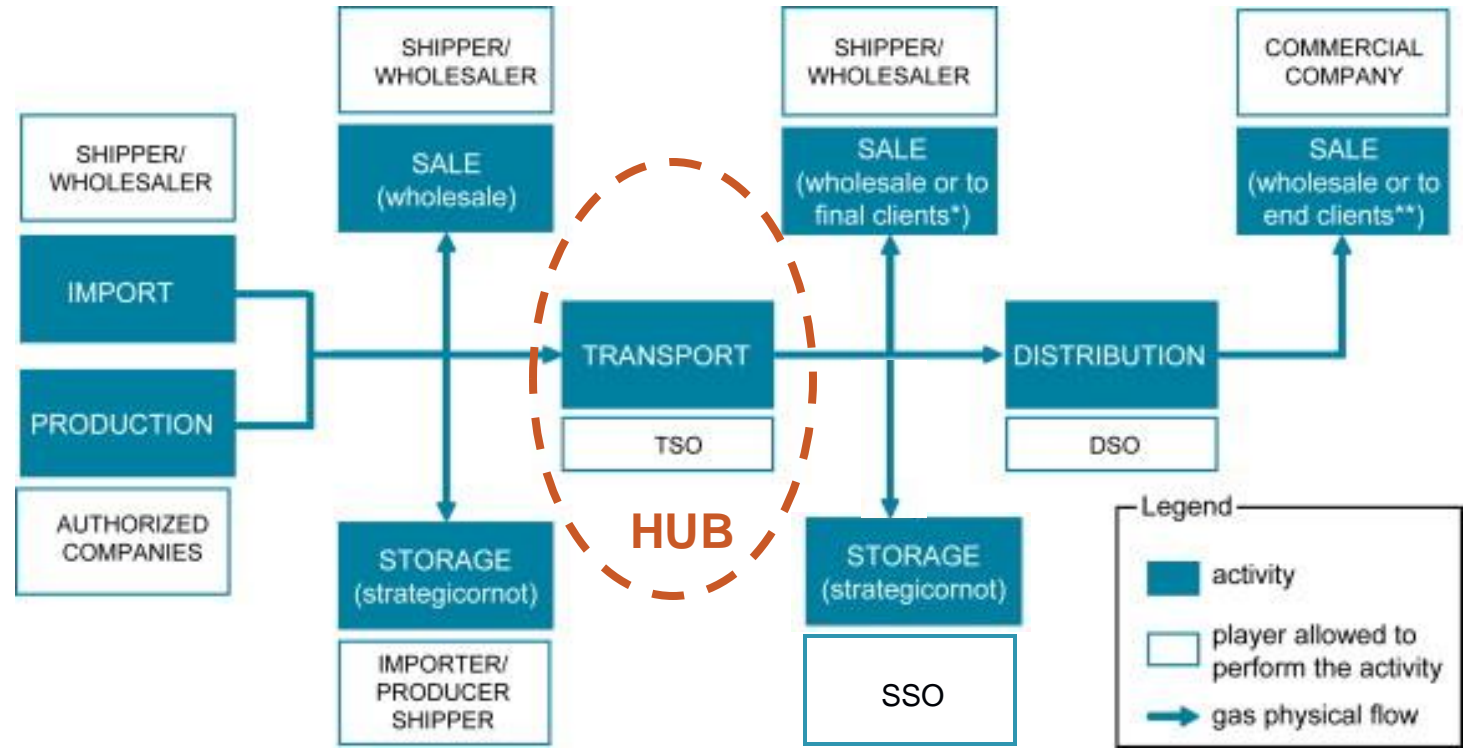 SHIPPER/
WHOLESALER
IMPORT
PRODUCTION
AUTHORIZED
COMPANIES
SHIPPER/
WHOLESALER
SALE
(wholesale)
STORAGE
(strategicornot)
IMPORTER/
PRODUCER
SHIPPER
TRANSPORT
TSO
HUB
SHIPPER/
WHOLESALER
SALE
(wholesale or to
final clients*)
STORAGE
(strategicornot)
SSO
DISTRIBUTION
DSO
COMMERCIAL
COMPANY
SALE
(wholesale or to
end clients**)
Legend
activity
player allowed to
perform the activity
gas physical flow